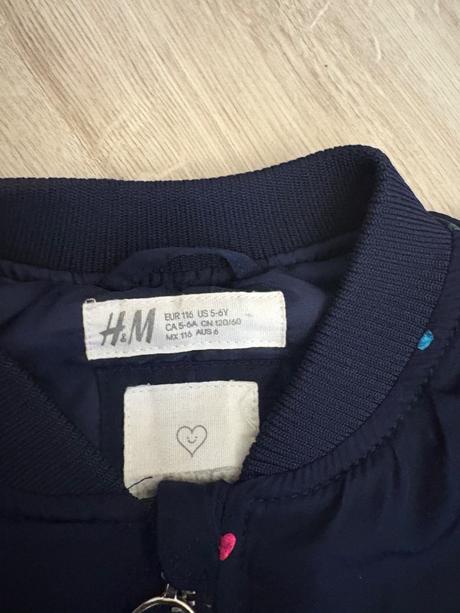 H&M
EUR 116 US 5-6Y
CA 5-6A CN 120/60
MX 116 AUS 6